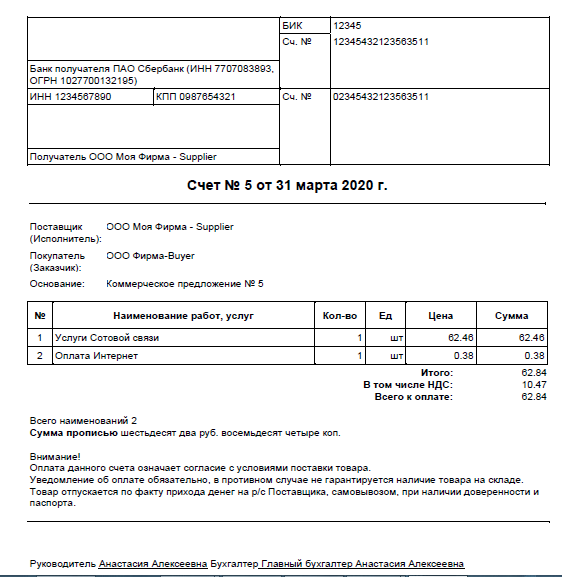 БИК 12345
Сч. № 12345432123563511
Банк получателя ПАО Сбербанк (ИНН 7707083893,
ОГРН 1027700132195)
ИНН 1234567890 КПП 0987654321 Сч. № 02345432123563511
Получатель ООО Моя Фирма - Supplier
Счет № 5 от 31 марта 2020 г.
Поставщик ООО Моя Фирма - Supplier
(Исполнитель):
Покупатель ООО Фирма-Buyer
(Заказчик):
Основание: Коммерческое предложение № 5
№ Наименование работ, услуг Кол-во Ед Цена Сумма
1 Услуги Сотовой связи 1 шт 62.46 62.46
2 Оплата Интернет 1 шт 0.38 0.38
Итого: 62.84
В том числе НДС: 10.47
Всего к оплате: 62.84
Всего наименований 2
Сумма прописью шестьдесят два руб. восемьдесят четыре коп.
Внимание!
Оплата данного счета означает согласие с условиями поставки товара.
Уведомление об оплате обязательно, в противном случае не гарантируется наличие товара на складе.
Товар отпускается по факту прихода денег на р/с Поставщика, самовывозом, при наличии доверенности и
паспорта.
Руководитель Анастасия Алексеевна Бухгалтер Главный бухгалтер Анастасия Алексеевна